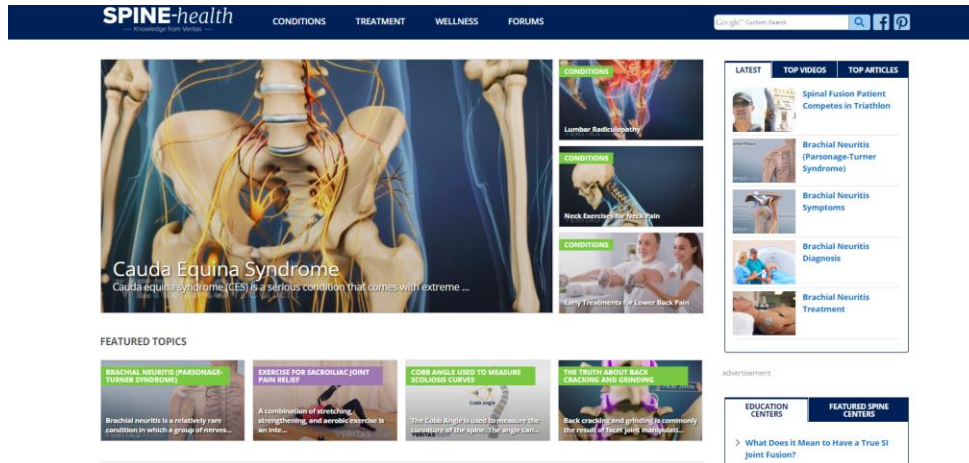 SPINE-health
Knowledge from Veritas
CONDITIONS
TREATMENT
WELLNESS
FORUMS
Google™ Custom Search
CONDITIONS
Lumbar Radiculopathy
CONDITIONS
Neck Exercises for Neck Pain
CONDITIONS
Early Treatments for Lower Back Pain
Cauda Equina Syndrome
Cauda equina syndrome (CES) is a serious condition that comes with extreme ...
LATEST
TOP VIDEOS
TOP ARTICLES
Spinal Fusion Patient
Competes in Triathlon
Brachial Neuritis
(Parsonage-Turner
Syndrome)
Brachial Neuritis
Symptoms
Brachial Neuritis
Diagnosis
Brachial Neuritis
Treatment
FEATURED TOPICS
BRACHIAL NEURITIS (PARSONAGE-
TURNER SYNDROME)
Brachial neuritis is a relatively rare
condition in which a group of nerves...
EXERCISE FOR SACROILIAC JOINT
PAIN RELIEF
A combination of stretching,
strengthening, and aerobic exercise is
an inte...
COBB ANGLE USED TO MEASURE
SCOLIOSIS CURVES
Cobb angle
The Cobb Angle is used to measure the
curvature of the spine. The angle can...
VERITAS
THE TRUTH ABOUT BACK
CRACKING AND GRINDING
Back cracking and grinding is commonly
the result of facet joint manipulati...
advertisement
EDUCATION
CENTERS
FEATURED SPINE
CENTERS
What Does it Mean to Have a True SI
Joint Fusion?